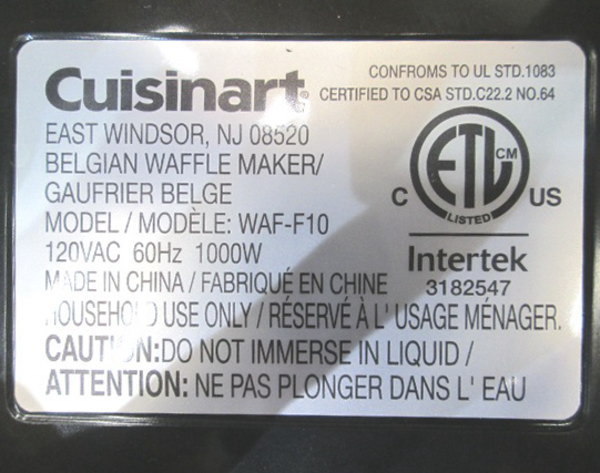 Cuisinart®
CONFROMS TO UL STD.1083
CERTIFIED TO CSA STD.C22.2 NO.64
EAST WINDSOR, NJ 08520
BELGIAN WAFFLE MAKER/
GAUFRIER BELGE
MODEL / MODÈLE: WAF-F10
120VAC 60Hz 1000W
MADE IN CHINA / FABRIQUÉ EN CHINE
C ETL CM US
LISTED
Intertek
3182547
HOUSEHOLD USE ONLY / RÉSERVÉ À L' USAGE MÉNAGER.
CAUTION: DO NOT IMMERSE IN LIQUID /
ATTENTION: NE PAS PLONGER DANS L' EAU